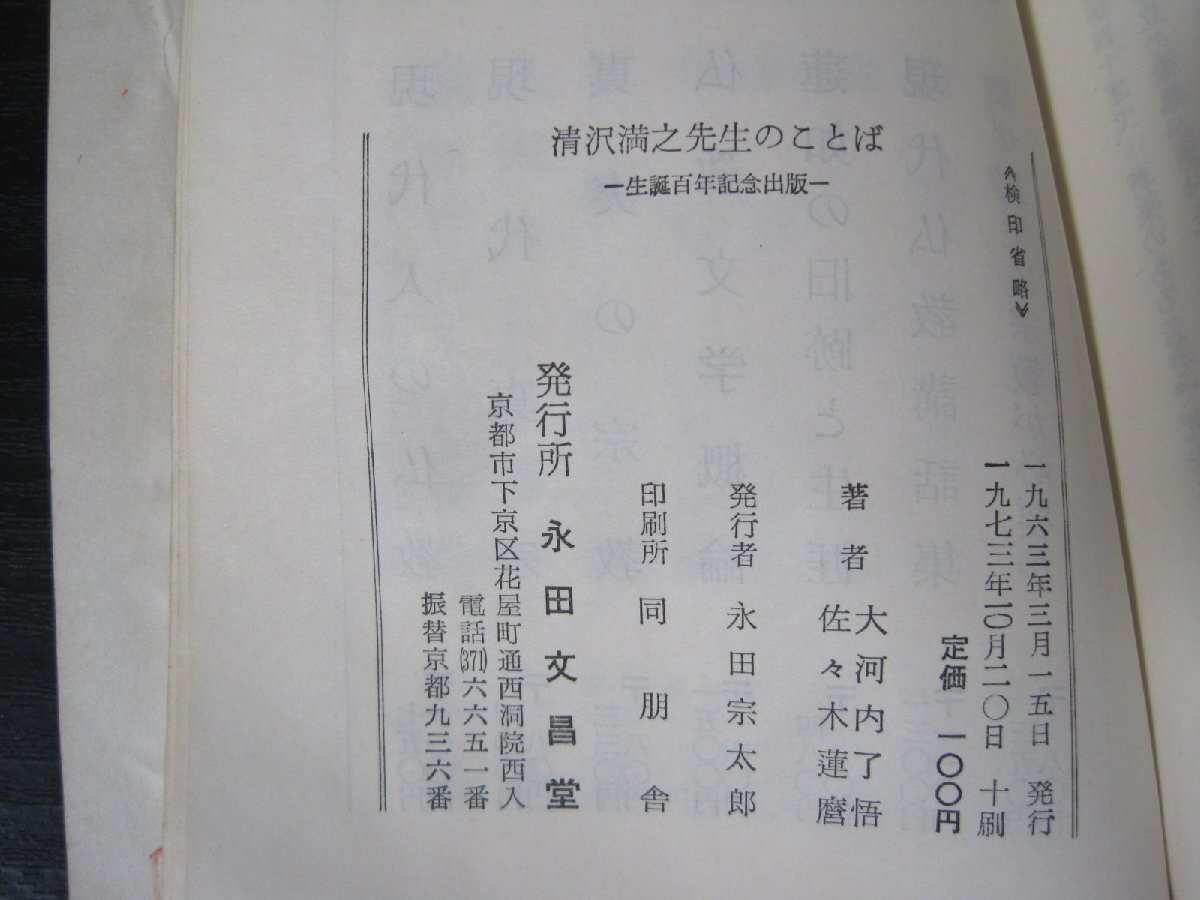 清沢満之先生のことば
―生誕百年記念出版―
≪検印省略≫
一九六三年三月一五日 発行
一九七三年一〇月二〇日 十刷
定価 一〇〇円
著者 大河内了悟
佐々木蓮麿
発行者 永田宗太郎
印刷所 同朋舎
発行所 永田文昌堂
京都市下京区花屋町通西洞院西入
電話(371)六六五一番
振替京都九三六番